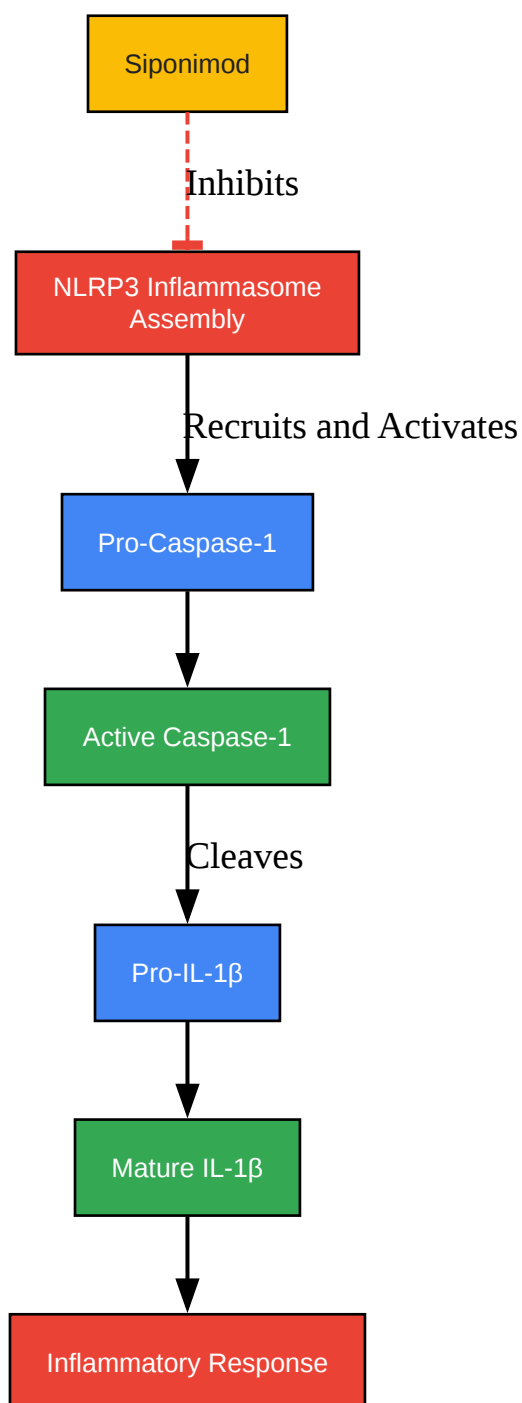 Siponimod
Inhibits
NLRP3 Inflammasome
Assembly
Recruits and Activates
Pro-Caspase-1
Active Caspase-1
Cleaves
Pro-IL-1β
Mature IL-1β
Inflammatory Response